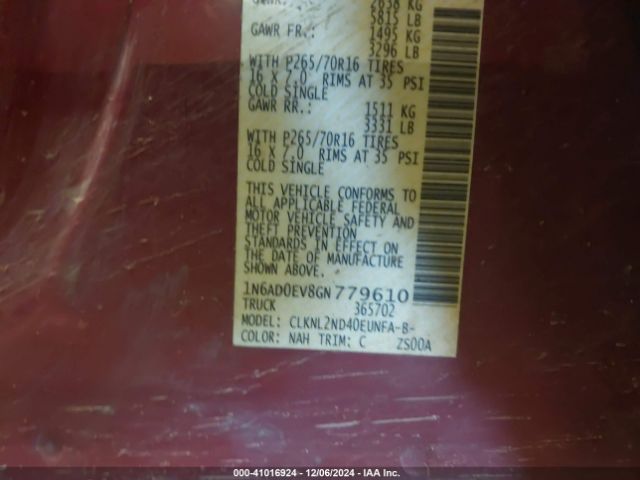 5815 LB
GAWR FR.: 1495 KG
3296 LB
WITH P265/70R16 TIRES
16 X 7.0 RIMS AT 35 PSI
COLD SINGLE
GAWR RR.: 1511 KG
3331 LB
WITH P265/70R16 TIRES
16 X 7.0 RIMS AT 35 PSI
COLD SINGLE
THIS VEHICLE CONFORMS TO
ALL APPLICABLE FEDERAL
MOTOR VEHICLE SAFETY AND
THEFT PREVENTION
STANDARDS IN EFFECT ON
THE DATE OF MANUFACTURE
SHOWN ABOVE.
1N6AD0EV8GN779610
TRUCK 365702
MODEL: CLKNL2ND40EUNFA-B-
COLOR: NAH TRIM: C ZS00A
000-41016924 - 12/06/2024 - IAA Inc.